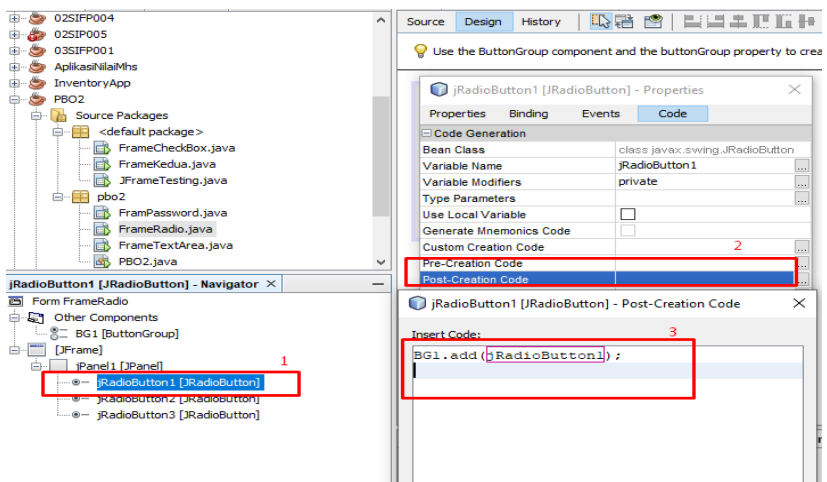 02SIFP004
02SIP005
03SIFP001
AplikasiNilaiMhs
InventoryApp
PBO2
Source Packages
<default package>
FrameCheckBox.java
FrameKedua.java
JFrameTesting.java
pbo2
FramPassword.java
FrameRadio.java
FrameTextArea.java
PBO2.java
jRadioButton1 [JRadioButton] - Navigator ×
Form FrameRadio
Other Components
BG1 [ButtonGroup]
[JFrame]
jPanel1 [JPanel]
1
jRadioButton1 [JRadioButton]
jRadioButton2 [JRadioButton]
jRadioButton3 [JRadioButton]
Source Design History
Use the ButtonGroup component and the buttonGroup property to crea
jRadioButton1 [JRadioButton] - Properties
Properties Binding Events Code
Code Generation
Bean Class class javax.swing.JRadioButton
Variable Name jRadioButton1 ...
Variable Modifiers private ...
Type Parameters ...
Use Local Variable
Generate Mnemonics Code
2
Custom Creation Code ...
Pre-Creation Code ...
Post-Creation Code
jRadioButton1 [JRadioButton] - Post-Creation Code
Insert Code:
3
BG1.add(jRadioButton1);